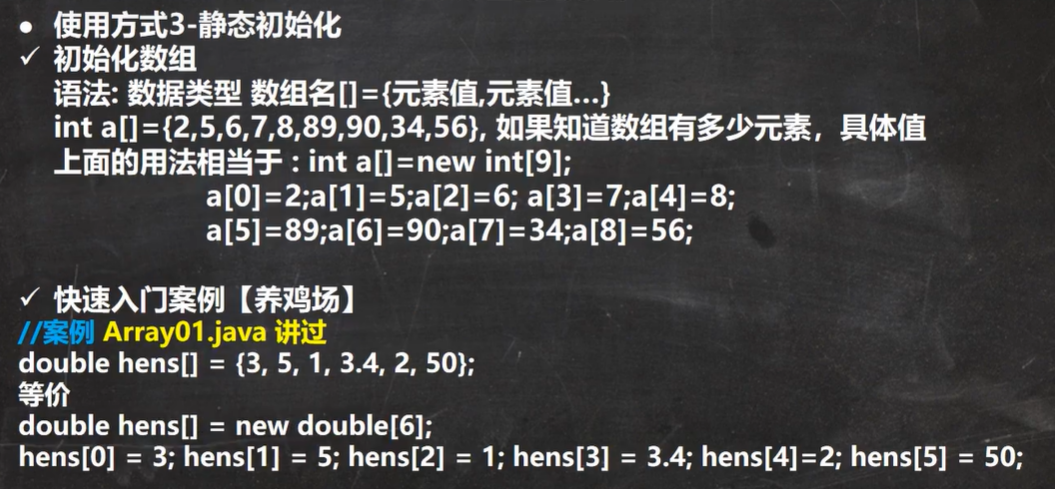 ● 使用方式3-静态初始化
✓ 初始化数组
语法: 数据类型 数组名[]={元素值,元素值...}
int a[]={2,5,6,7,8,89,90,34,56}, 如果知道数组有多少元素，具体值
上面的用法相当于 : int a[]=new int[9];
a[0]=2;a[1]=5;a[2]=6; a[3]=7;a[4]=8;
a[5]=89;a[6]=90;a[7]=34;a[8]=56;
✓ 快速入门案例【养鸡场】
//案例 Array01.java 讲过
double hens[] = {3, 5, 1, 3.4, 2, 50};
等价
double hens[] = new double[6];
hens[0] = 3; hens[1] = 5; hens[2] = 1; hens[3] = 3.4; hens[4]=2; hens[5] = 50;